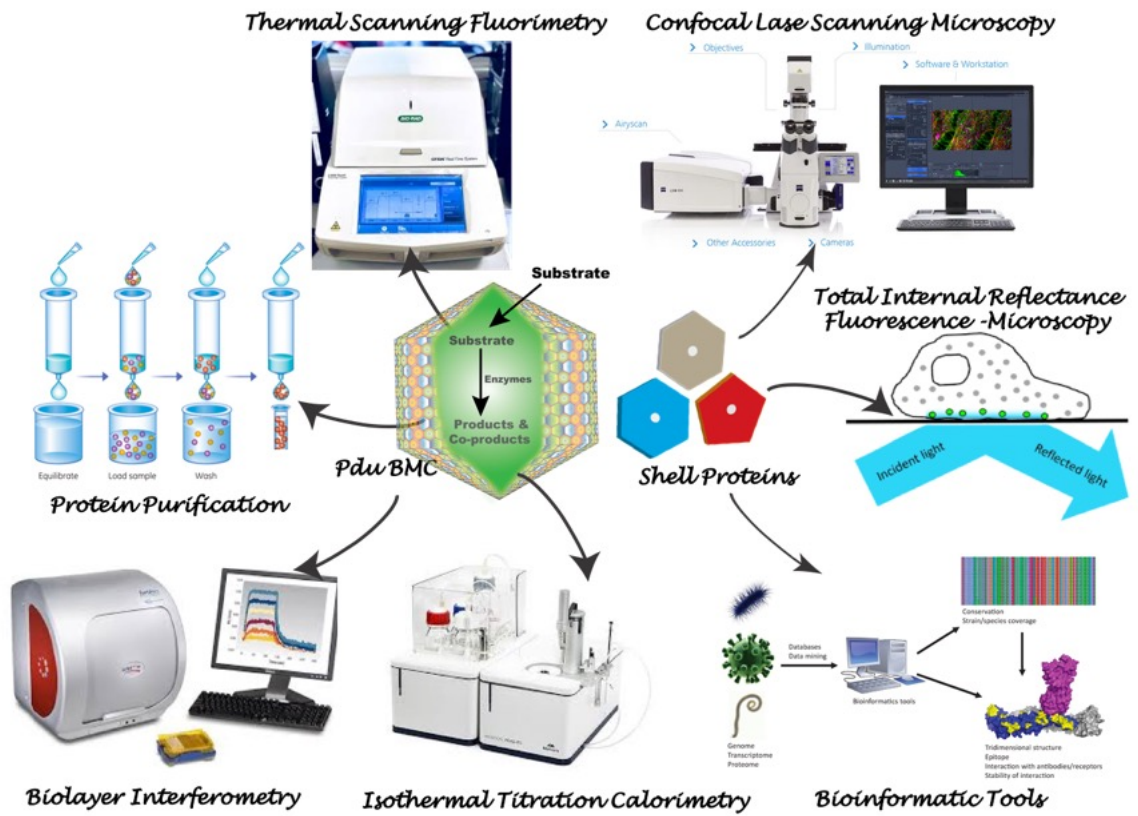 Thermal Scanning Fluorimetry
Confocal Lase Scanning Microscopy
Objectives
Illumination
Software & Workstation
Airyscan
BIO-RAD
Other Accessories
Cameras
Substrate
Substrate
Enzymes
Products &
Co-products
Pdu BMC
Shell Proteins
Total Internal Reflectance
Fluorescence -Microscopy
Incident light
Reflected light
Equilibrate
Load sample
Wash
Protein Purification
Biolayer Interferometry
Isothermal Titration Calorimetry
Databases
Data mining
Bioinformatics tools
Conservation
Strain/species coverage
Genome
Transcriptome
Proteome
Tridimensional structure
Epitope
Interaction with antibodies/receptors
Stability of interaction
Bioinformatic Tools